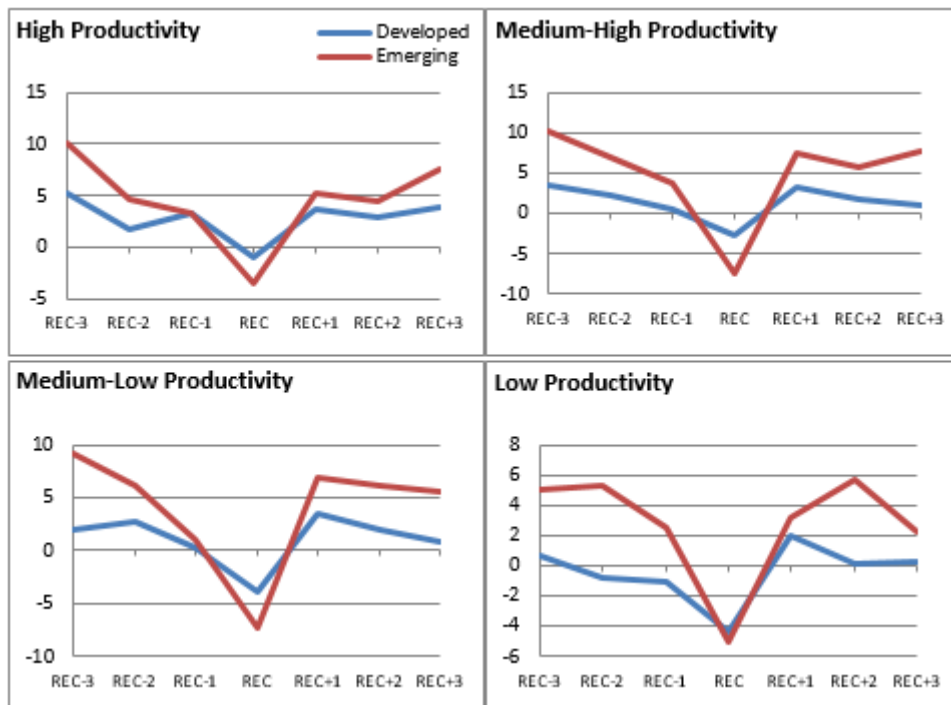 High Productivity
Developed
Emerging
15
10
5
0
-5
REC-3 REC-2 REC-1 REC REC+1 REC+2 REC+3
Medium-High Productivity
15
10
5
0
-5
-10
REC-3 REC-2 REC-1 REC REC+1 REC+2 REC+3
Medium-Low Productivity
10
5
0
-5
-10
REC-3 REC-2 REC-1 REC REC+1 REC+2 REC+3
Low Productivity
8
6
4
2
0
-2
-4
-6
REC-3 REC-2 REC-1 REC REC+1 REC+2 REC+3